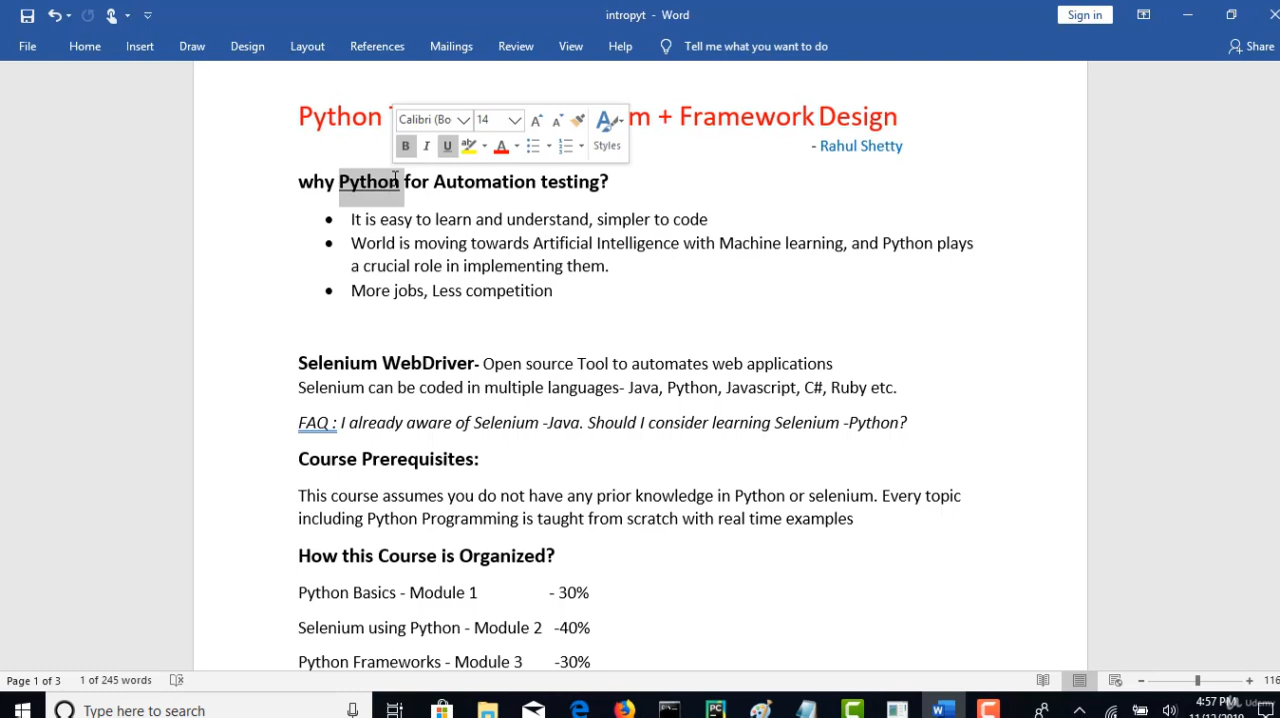 intropyt - Word
Sign in
File Home Insert Draw Design Layout References Mailings Review View Help Tell me what you want to do Share
Python m + Framework Design
Calibri (Bo 14
B I U Styles
- Rahul Shetty
why Python for Automation testing?
It is easy to learn and understand, simpler to code
World is moving towards Artificial Intelligence with Machine learning, and Python plays
a crucial role in implementing them.
More jobs, Less competition
Selenium WebDriver- Open source Tool to automates web applications
Selenium can be coded in multiple languages- Java, Python, Javascript, C#, Ruby etc.
FAQ : I already aware of Selenium -Java. Should I consider learning Selenium -Python?
Course Prerequisites:
This course assumes you do not have any prior knowledge in Python or selenium. Every topic
including Python Programming is taught from scratch with real time examples
How this Course is Organized?
Python Basics - Module 1 - 30%
Selenium using Python - Module 2 -40%
Python Frameworks - Module 3 -30%
Page 1 of 3 1 of 245 words 116
Type here to search
4:57 PM
Udemy